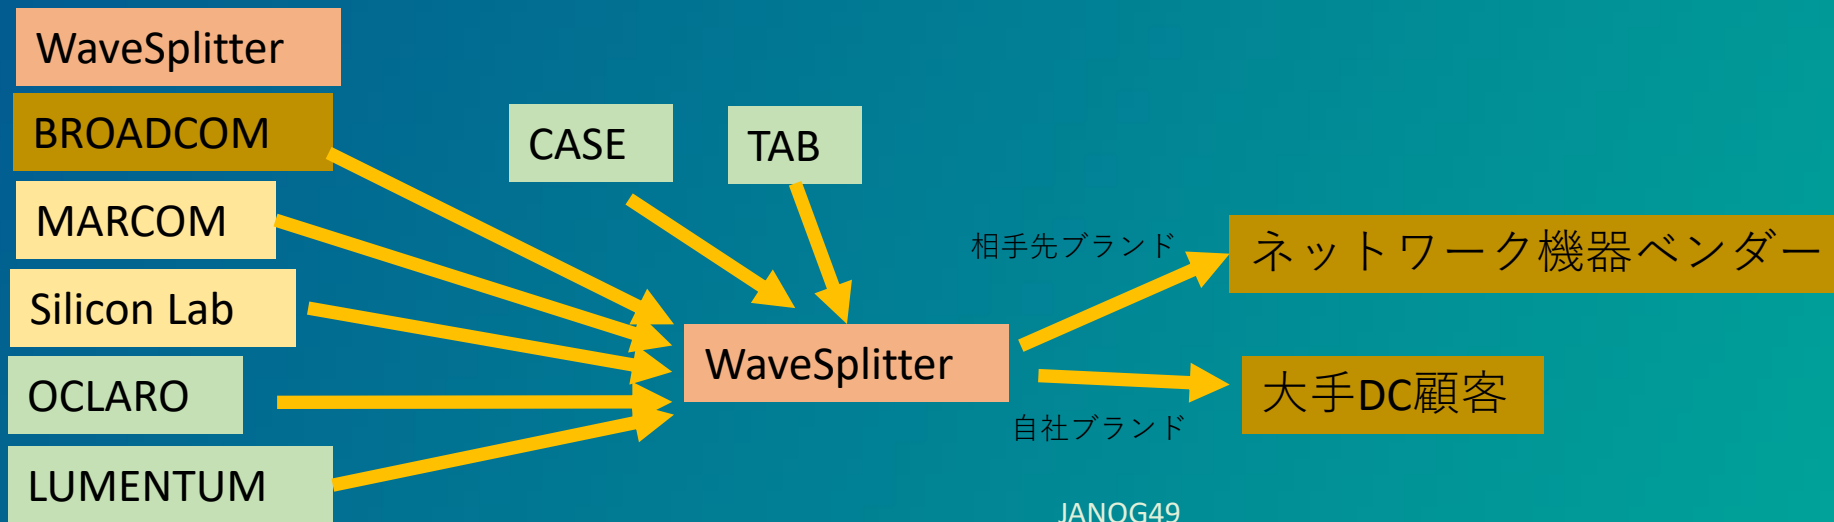 WaveSplitter
BROADCOM
MARCOM
Silicon Lab
OCLARO
LUMENTUM
CASE
TAB
WaveSplitter
相手先ブランド
ネットワーク機器ベンダー
自社ブランド
大手DC顧客
JANOG49